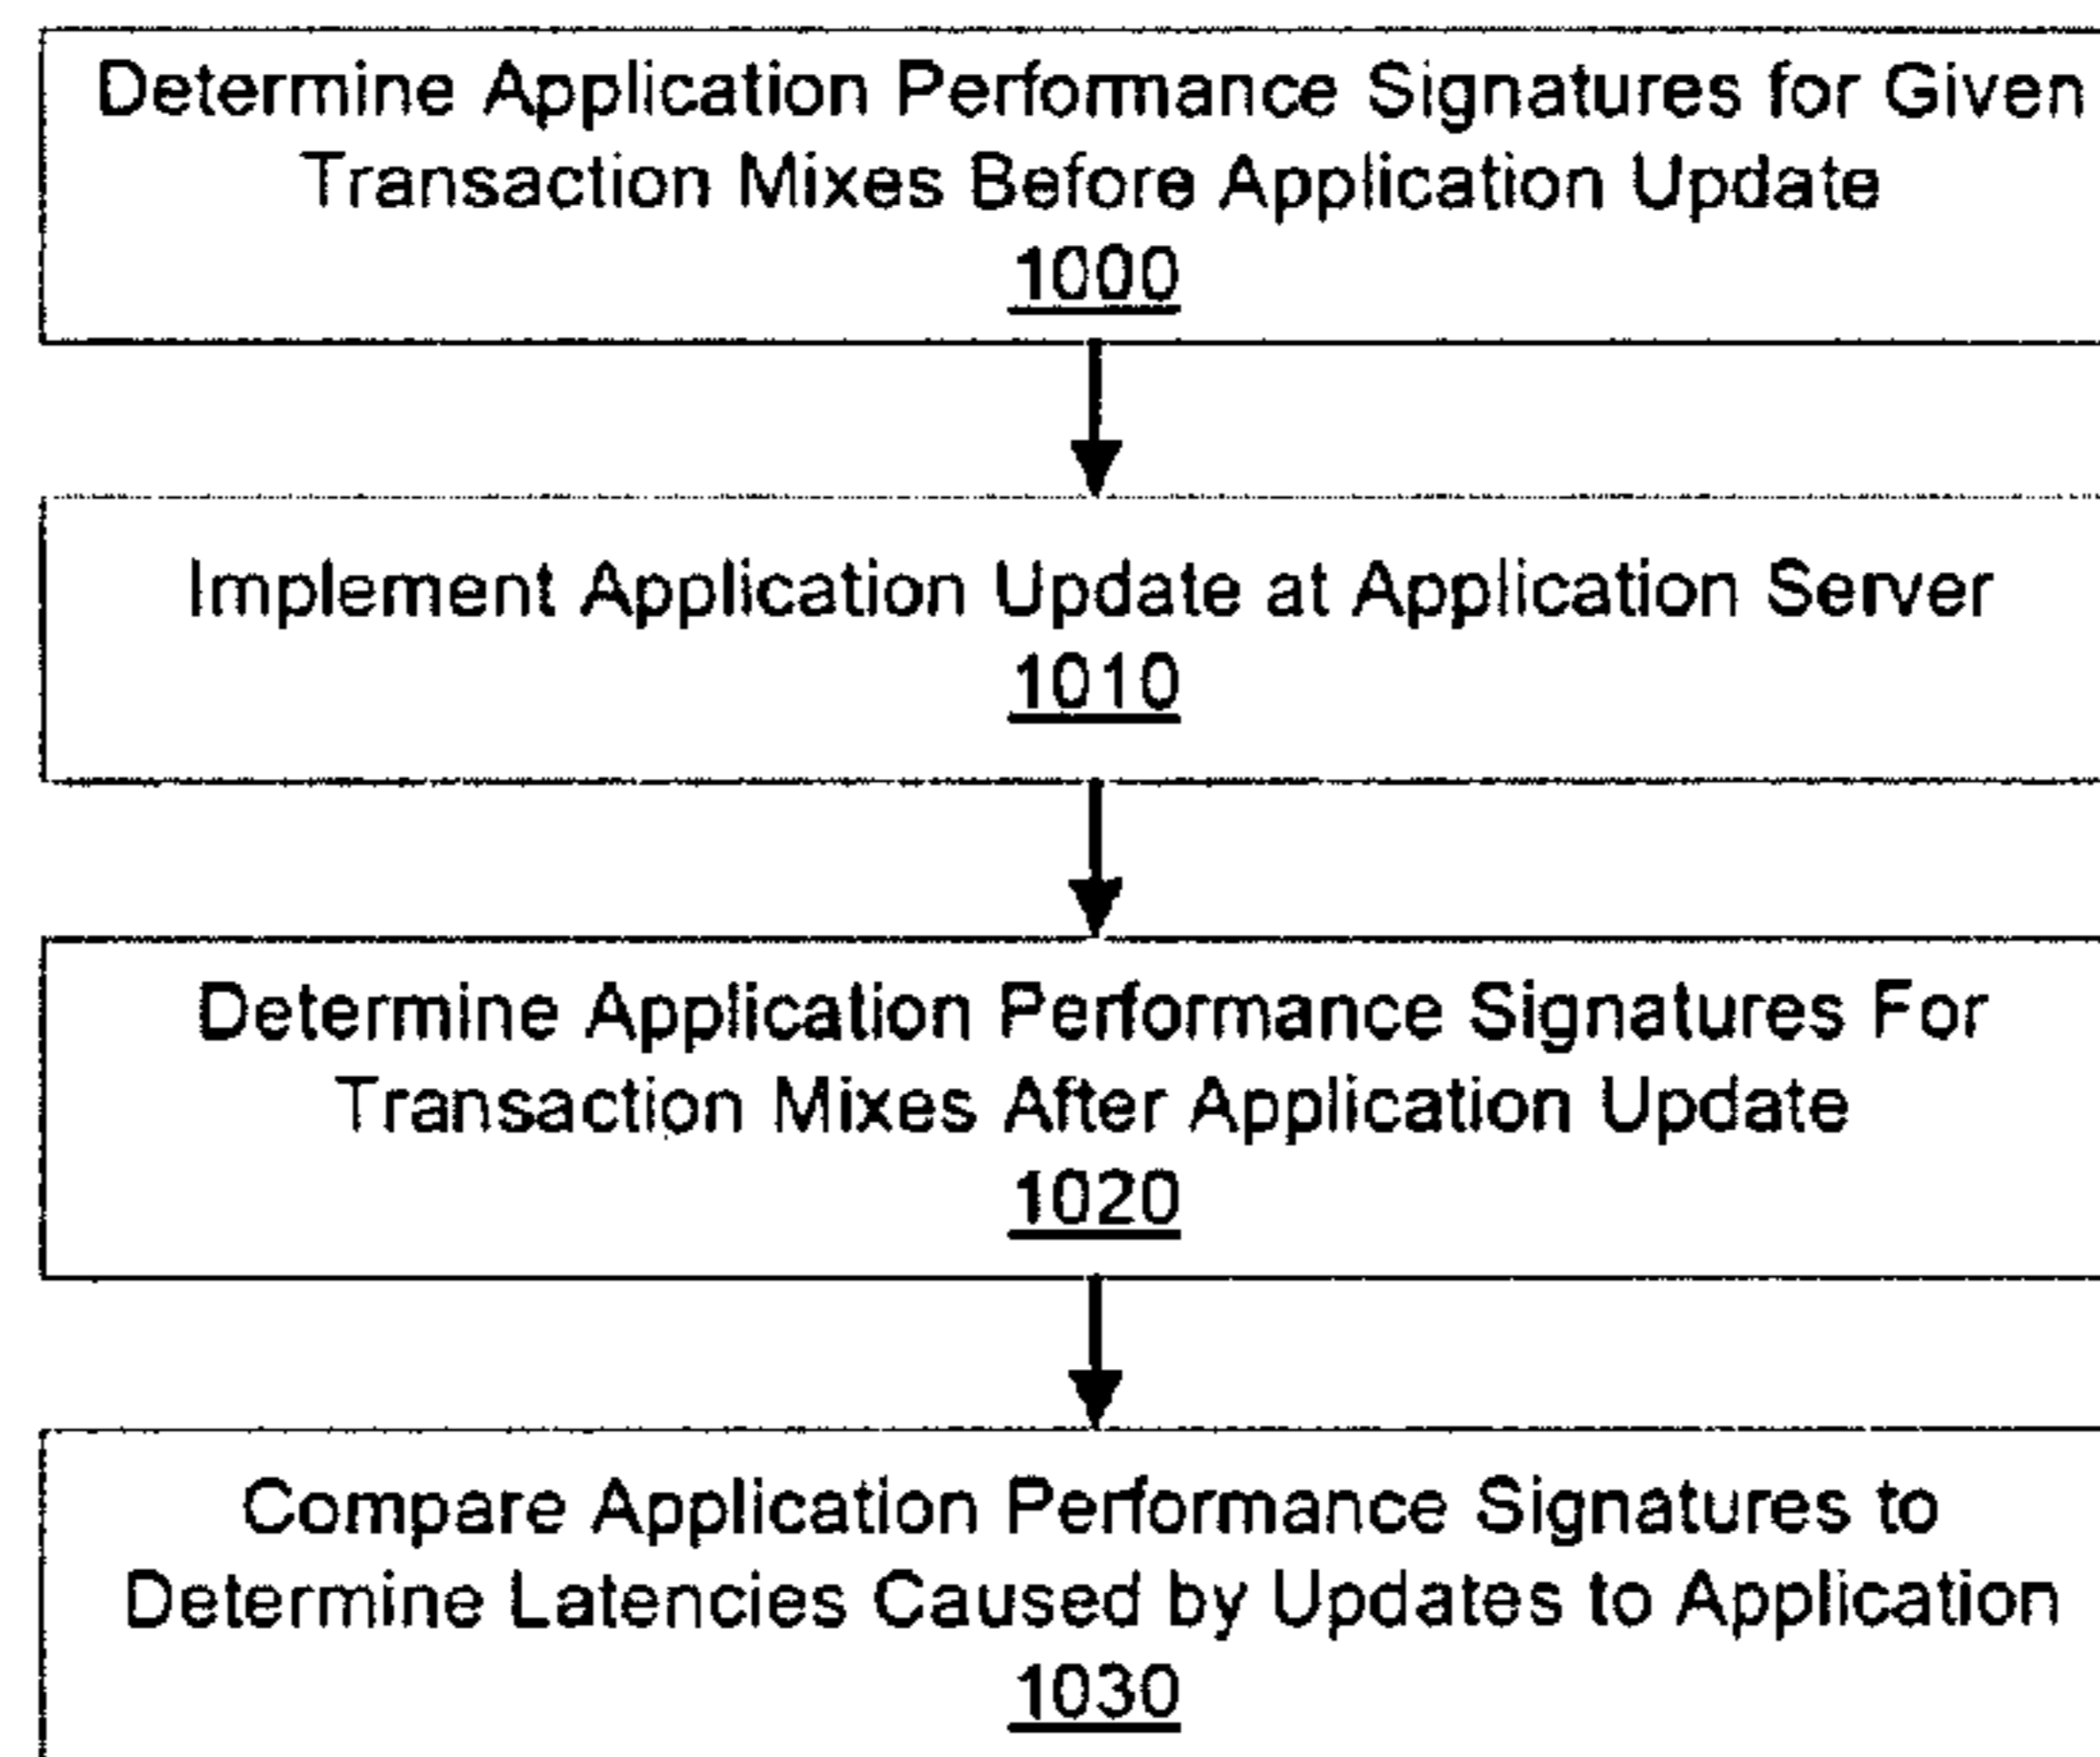 Determine Application Performance Signatures for Given
Transaction Mixes Before Application Update
1000
Implement Application Update at Application Server
1010
Determine Application Performance Signatures For
Transaction Mixes After Application Update
1020
Compare Application Performance Signatures to
Determine Latencies Caused by Updates to Application
1030